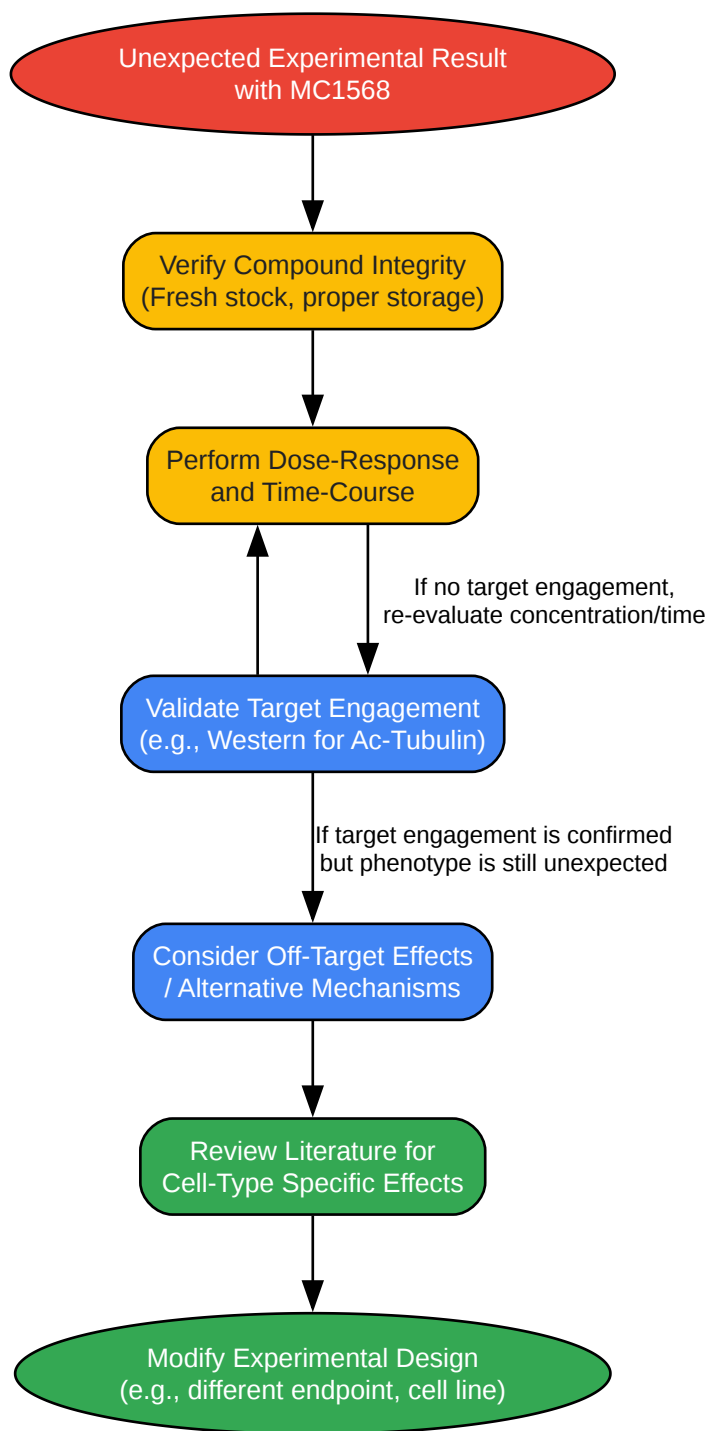 Unexpected Experimental Result
with MC1568
Verify Compound Integrity
(Fresh stock, proper storage)
Perform Dose-Response
and Time-Course
If no target engagement,
re-evaluate concentration/time
Validate Target Engagement
(e.g., Western for Ac-Tubulin)
If target engagement is confirmed
but phenotype is still unexpected
Consider Off-Target Effects
/ Alternative Mechanisms
Review Literature for
Cell-Type Specific Effects
Modify Experimental Design
(e.g., different endpoint, cell line)